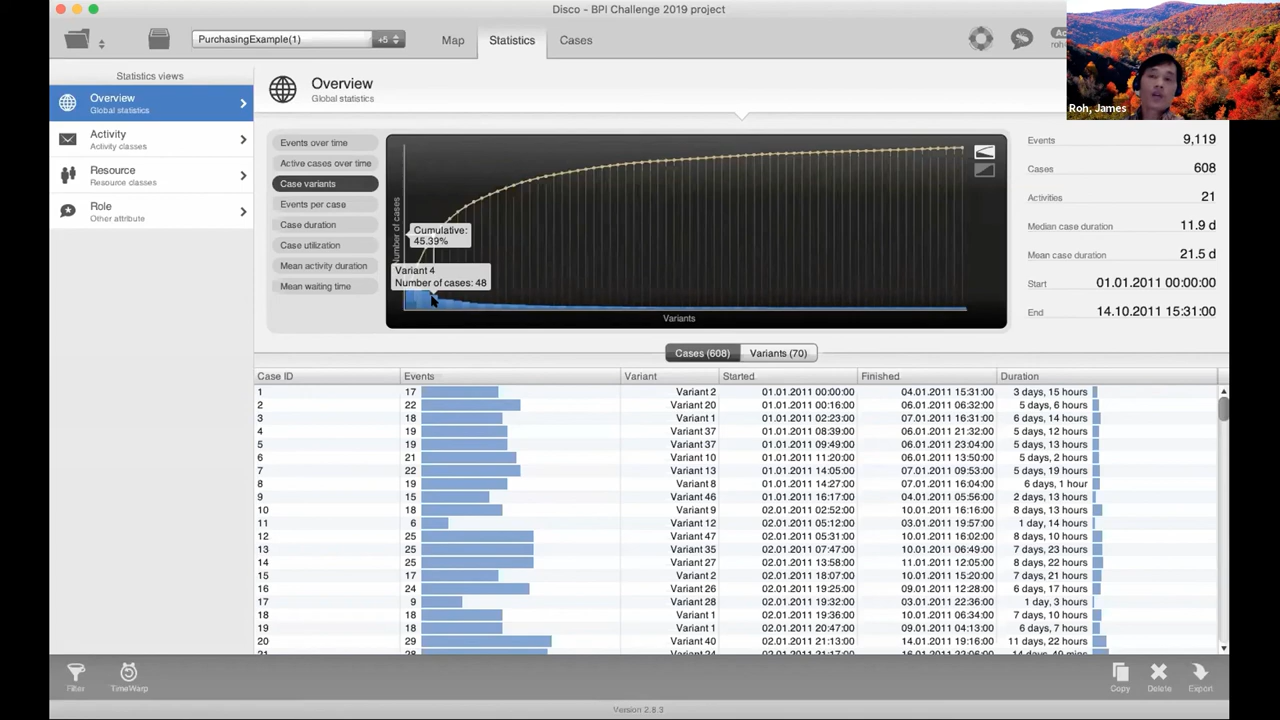 Disco - BPI Challenge 2019 project
PurchasingExample(1)
+5
Map
Statistics
Cases
Roh, James
Statistics views
Overview
Global statistics
Activity
Activity classes
Resource
Resource classes
Role
Other attribute
Overview
Global statistics
Events over time
Active cases over time
Case variants
Events per case
Case duration
Case utilization
Mean activity duration
Mean waiting time
Number of cases
Cumulative:
45.39%
Variant 4
Number of cases: 48
Variants
Events 9,119
Cases 608
Activities 21
Median case duration 11.9 d
Mean case duration 21.5 d
Start 01.01.2011 00:00:00
End 14.10.2011 15:31:00
Cases (608) Variants (70)
Case ID Events Variant Started Finished Duration
1 17 Variant 2 01.01.2011 00:00:00 04.01.2011 15:31:00 3 days, 15 hours
2 22 Variant 20 01.01.2011 00:16:00 06.01.2011 06:32:00 5 days, 6 hours
3 18 Variant 1 01.01.2011 02:23:00 07.01.2011 16:31:00 6 days, 14 hours
4 19 Variant 37 01.01.2011 08:39:00 06.01.2011 21:32:00 5 days, 12 hours
5 19 Variant 37 01.01.2011 09:49:00 06.01.2011 23:04:00 5 days, 13 hours
6 21 Variant 10 01.01.2011 11:20:00 06.01.2011 13:50:00 5 days, 2 hours
7 22 Variant 13 01.01.2011 14:05:00 07.01.2011 09:53:00 5 days, 19 hours
8 19 Variant 8 01.01.2011 14:27:00 07.01.2011 16:04:00 6 days, 1 hour
9 15 Variant 46 01.01.2011 16:17:00 04.01.2011 05:56:00 2 days, 13 hours
10 18 Variant 9 02.01.2011 02:52:00 10.01.2011 16:16:00 8 days, 13 hours
11 6 Variant 12 02.01.2011 05:12:00 03.01.2011 19:57:00 1 day, 14 hours
12 25 Variant 47 02.01.2011 05:31:00 10.01.2011 16:02:00 8 days, 10 hours
13 25 Variant 35 02.01.2011 07:47:00 10.01.2011 06:49:00 7 days, 23 hours
14 25 Variant 27 02.01.2011 13:58:00 11.01.2011 12:05:00 8 days, 22 hours
15 17 Variant 2 02.01.2011 18:07:00 10.01.2011 15:20:00 7 days, 21 hours
16 24 Variant 26 02.01.2011 19:25:00 09.01.2011 12:28:00 6 days, 17 hours
17 9 Variant 28 02.01.2011 19:32:00 03.01.2011 22:36:00 1 day, 3 hours
18 18 Variant 1 02.01.2011 19:36:00 10.01.2011 06:34:00 7 days, 10 hours
19 18 Variant 1 02.01.2011 20:47:00 09.01.2011 04:13:00 6 days, 7 hours
20 29 Variant 40 02.01.2011 21:13:00 14.01.2011 19:16:00 11 days, 22 hours
Filter
TimeWarp
Copy
Delete
Export
Version 2.8.3